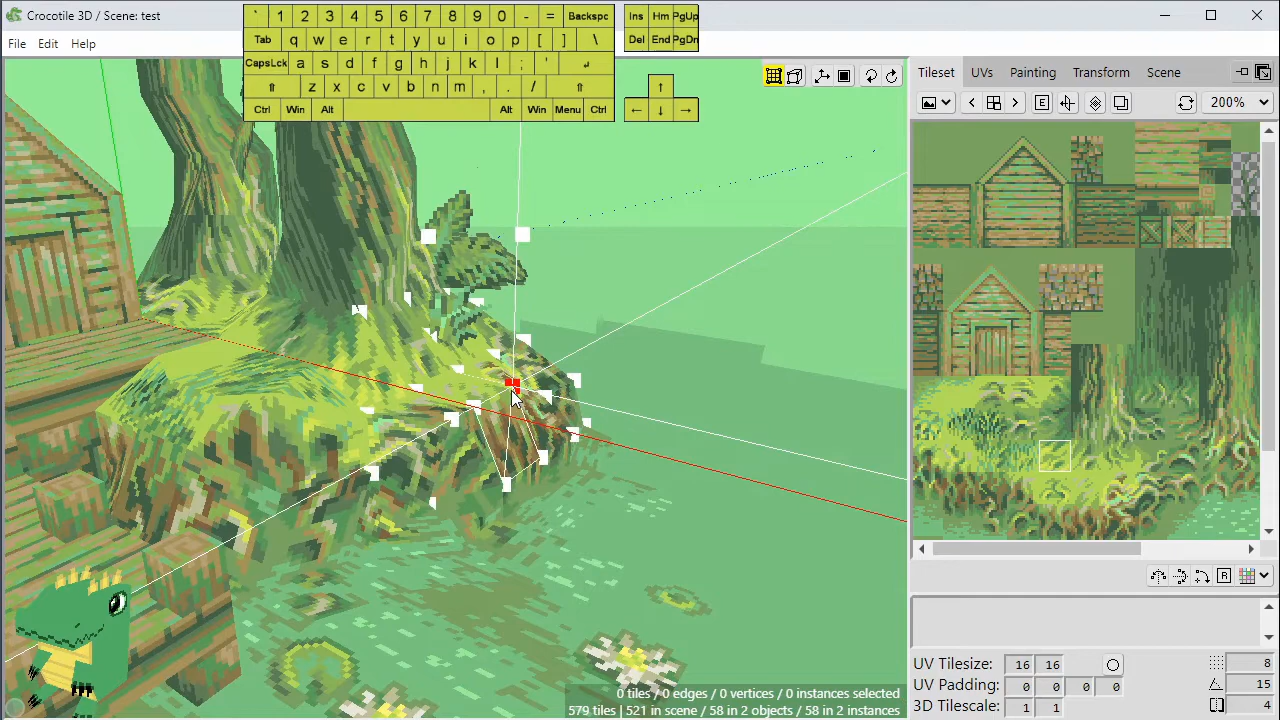 Crocotile 3D / Scene: test
File Edit Help
` 1 2 3 4 5 6 7 8 9 0 - = Backspc
Ins Hm PgUp
Tab q w e r t y u i o p [ ] \
Del End PgDn
CapsLck a s d f g h j k l ; ' ↲
⇧ z x c v b n m , . / ⇧
↑
Ctrl Win Alt Alt Win Menu Ctrl
← ↓ →
Tileset UVs Painting Transform Scene
E 200%
R
UV Tilesize: 16 16 8
UV Padding: 0 0 0 0 15
3D Tilescale: 1 1 4
0 tiles / 0 edges / 0 vertices / 0 instances selected
579 tiles | 521 in scene / 58 in 2 objects / 58 in 2 instances